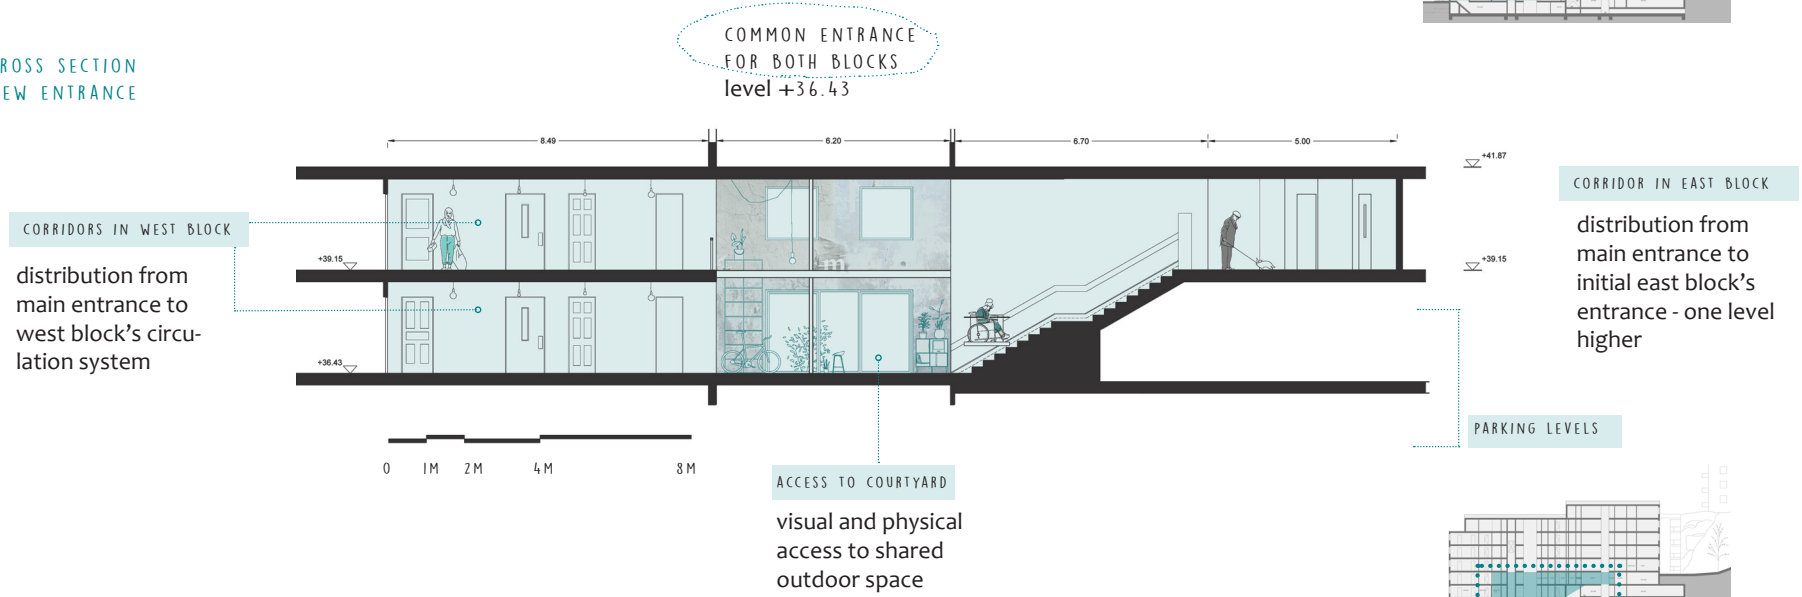 ROSS SECTION
EW ENTRANCE
COMMON ENTRANCE
FOR BOTH BLOCKS
level +36.43
8.49
6.20
6.70
5.00
+41.87
CORRIDORS IN WEST BLOCK
distribution from
main entrance to
west block's circu-
lation system
+39.15
+36.43
+39.15
CORRIDOR IN EAST BLOCK
distribution from
main entrance to
initial east block's
entrance - one level
higher
PARKING LEVELS
0 1M 2M 4M 8M
ACCESS TO COURTYARD
visual and physical
access to shared
outdoor space